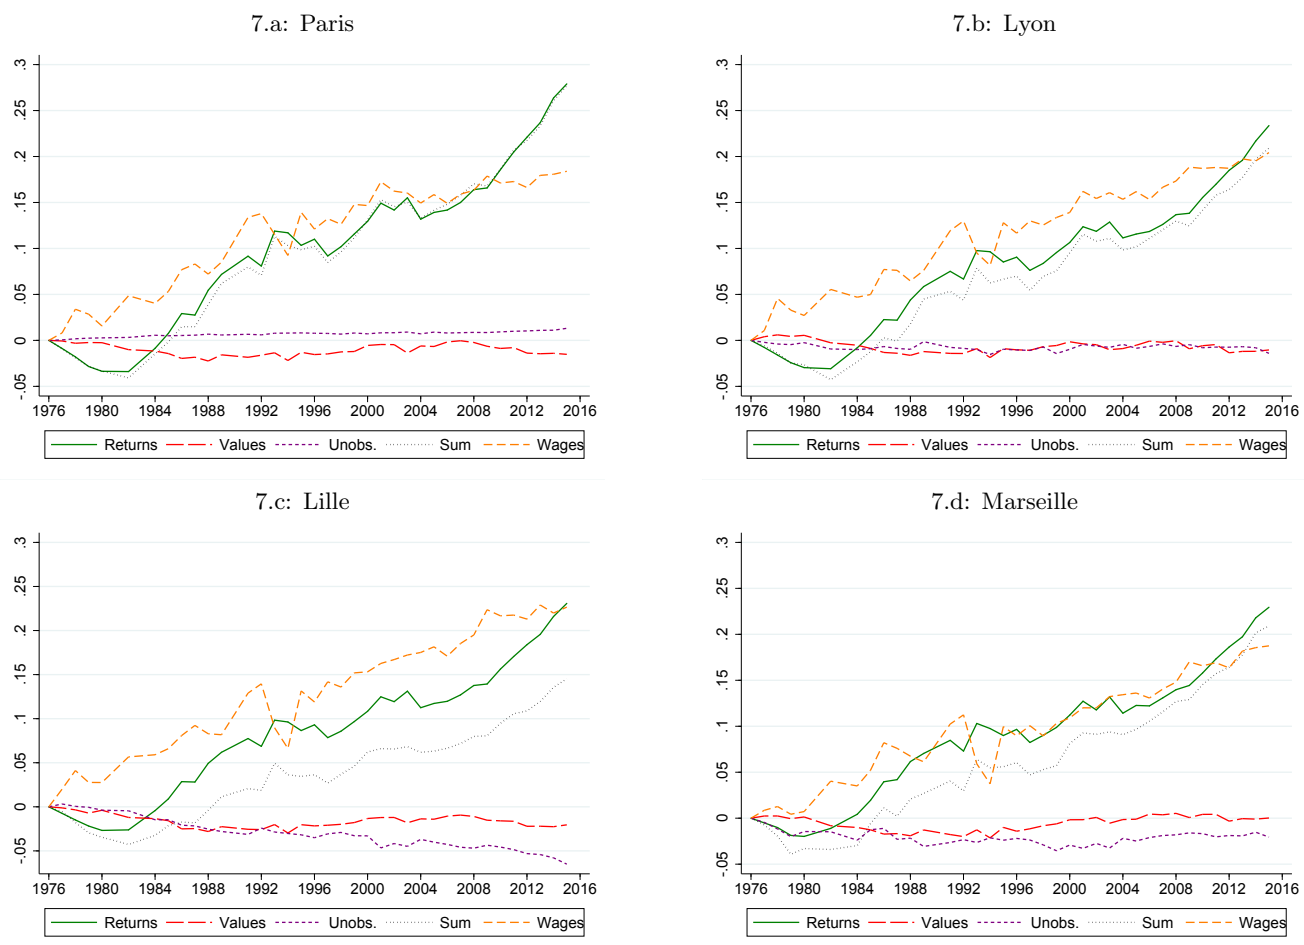 7.a: Paris
.3
.25
.2
.15
.1
.05
0
-.05
1976 1980 1984 1988 1992 1996 2000 2004 2008 2012 2016
Returns Values Unobs. Sum Wages
7.b: Lyon
.3
.25
.2
.15
.1
.05
0
-.05
1976 1980 1984 1988 1992 1996 2000 2004 2008 2012 2016
Returns Values Unobs. Sum Wages
7.c: Lille
.3
.25
.2
.15
.1
.05
0
-.05
1976 1980 1984 1988 1992 1996 2000 2004 2008 2012 2016
Returns Values Unobs. Sum Wages
7.d: Marseille
.3
.25
.2
.15
.1
.05
0
-.05
1976 1980 1984 1988 1992 1996 2000 2004 2008 2012 2016
Returns Values Unobs. Sum Wages